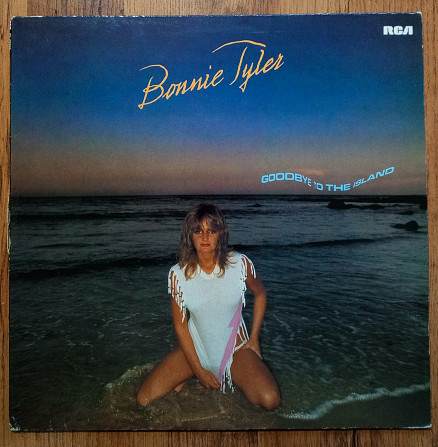 RCA
Bonnie Tyler
GOODBYE TO THE ISLAND